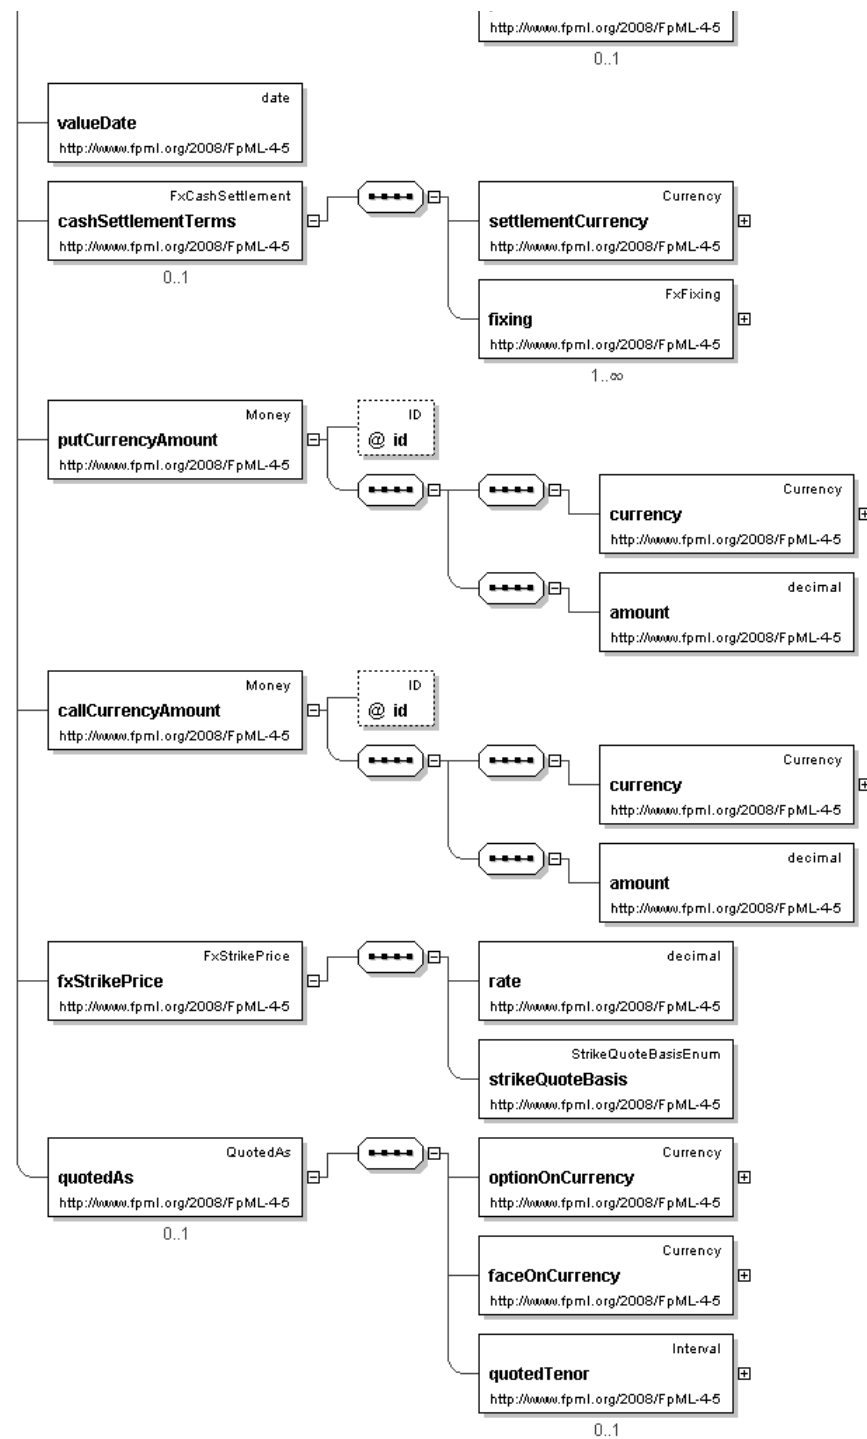 http://www.fpml.org/2008/FpML-4-5
0..1
date
valueDate
http://www.fpml.org/2008/FpML-4-5
FxCashSettlement
cashSettlementTerms
http://www.fpml.org/2008/FpML-4-5
0..1
Currency
settlementCurrency
http://www.fpml.org/2008/FpML-4-5
FxFixing
fixing
http://www.fpml.org/2008/FpML-4-5
1..∞
Money
putCurrencyAmount
http://www.fpml.org/2008/FpML-4-5
ID
@ id
Currency
currency
http://www.fpml.org/2008/FpML-4-5
decimal
amount
http://www.fpml.org/2008/FpML-4-5
Money
callCurrencyAmount
http://www.fpml.org/2008/FpML-4-5
ID
@ id
Currency
currency
http://www.fpml.org/2008/FpML-4-5
decimal
amount
http://www.fpml.org/2008/FpML-4-5
FxStrikePrice
fxStrikePrice
http://www.fpml.org/2008/FpML-4-5
decimal
rate
http://www.fpml.org/2008/FpML-4-5
StrikeQuoteBasisEnum
strikeQuoteBasis
http://www.fpml.org/2008/FpML-4-5
QuotedAs
quotedAs
http://www.fpml.org/2008/FpML-4-5
0..1
Currency
optionOnCurrency
http://www.fpml.org/2008/FpML-4-5
Currency
faceOnCurrency
http://www.fpml.org/2008/FpML-4-5
Interval
quotedTenor
http://www.fpml.org/2008/FpML-4-5
0..1